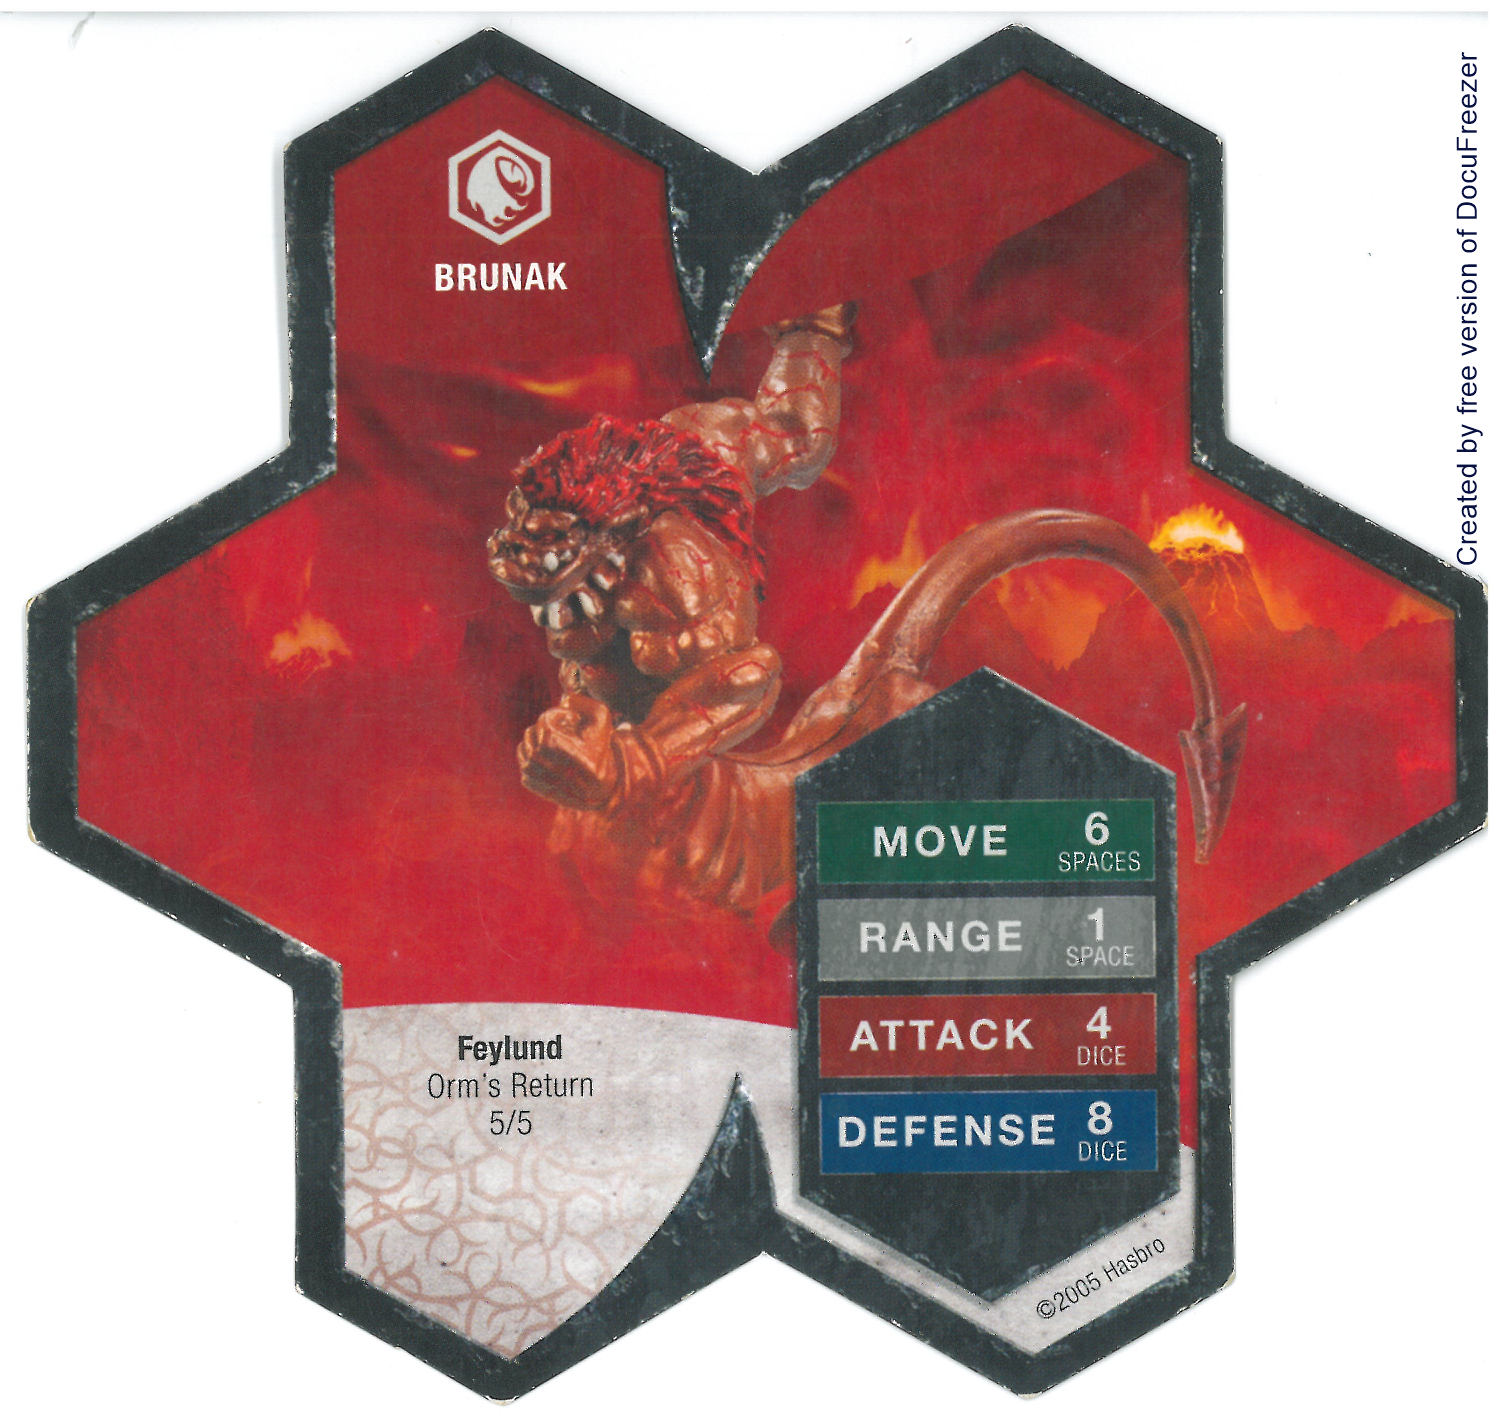 BRUNAK
MOVE 6
SPACES
RANGE 1
SPACE
ATTACK 4
DICE
DEFENSE 8
DICE
Feylund
Orm's Return
5/5
©2005 Hasbro
Created by free version of DocuFreezer